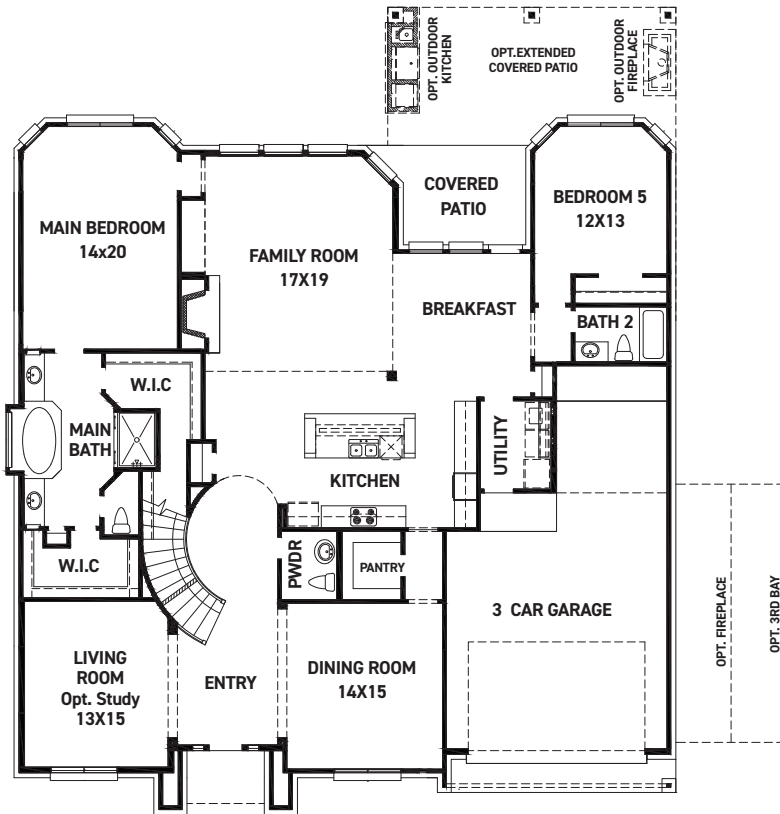 OPT. OUTDOOR
KITCHEN
OPT.EXTENDED
COVERED PATIO
OPT. OUTDOOR
FIREPLACE
COVERED
PATIO
BEDROOM 5
12X13
MAIN BEDROOM
14x20
FAMILY ROOM
17X19
BREAKFAST
BATH 2
W.I.C
MAIN
BATH
UTILITY
KITCHEN
W.I.C
PWDR
PANTRY
3 CAR GARAGE
OPT. FIREPLACE
OPT. 3RD BAY
LIVING
ROOM
Opt. Study
13X15
ENTRY
DINING ROOM
14X15